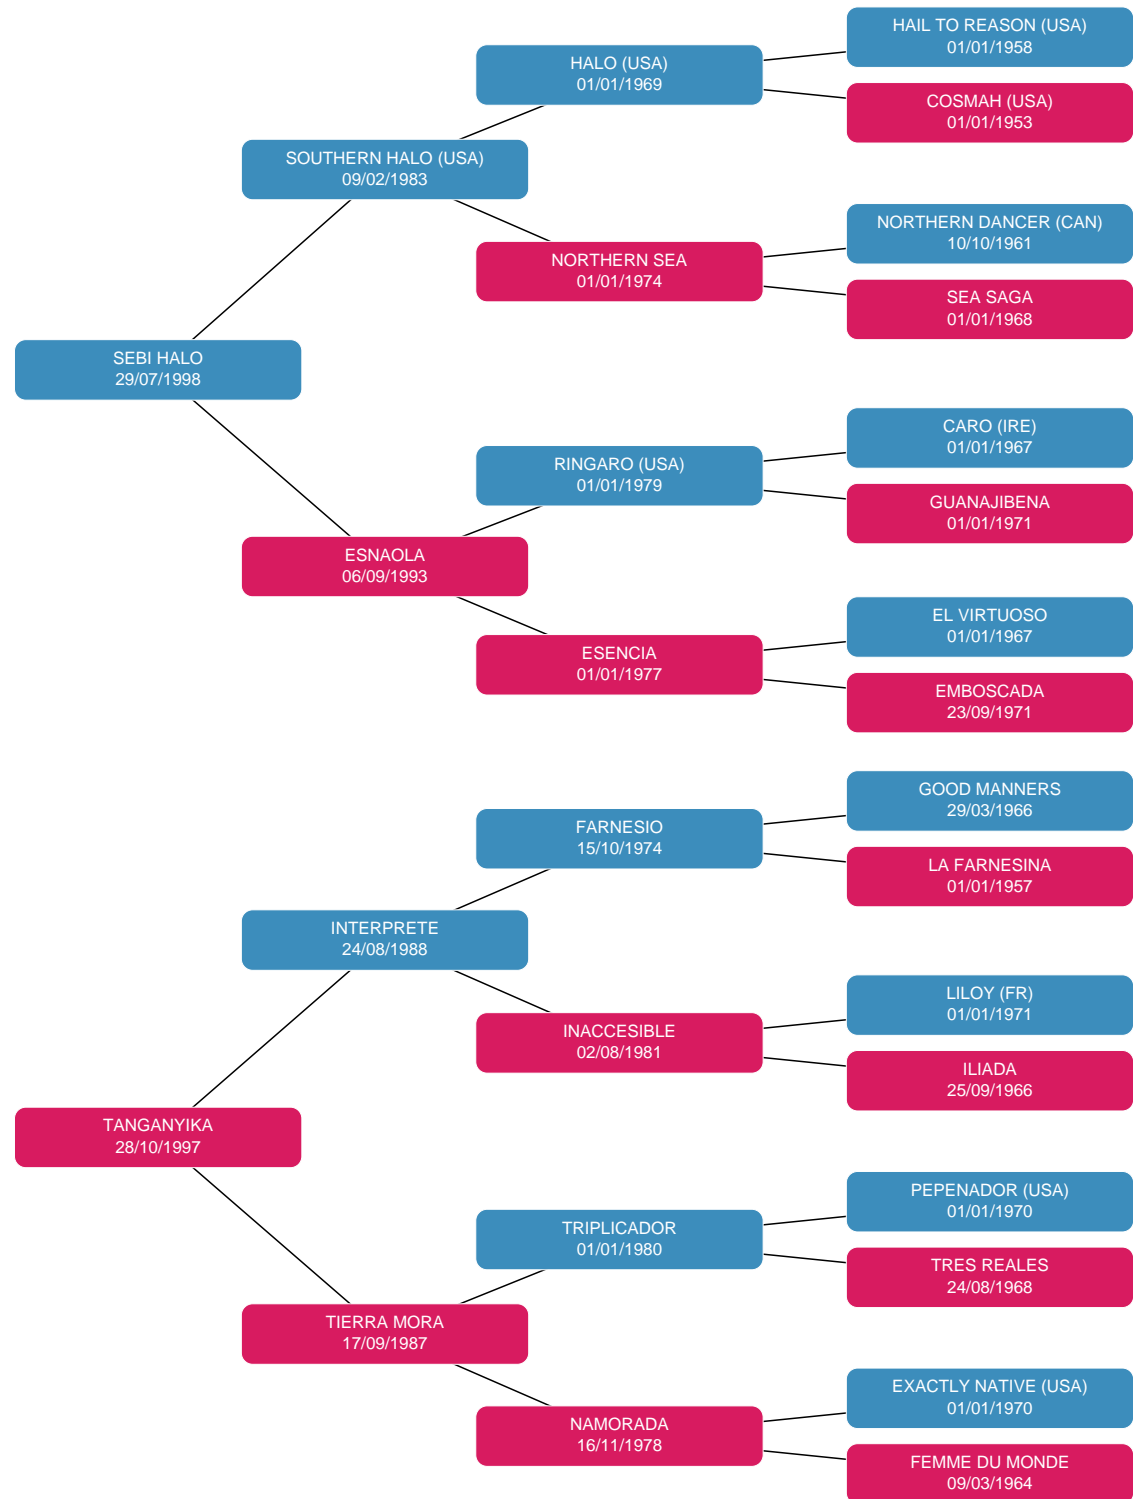 HAIL TO REASON (USA)
01/01/1958
HALO (USA)
01/01/1969
COSMAH (USA)
01/01/1953
SOUTHERN HALO (USA)
09/02/1983
NORTHERN DANCER (CAN)
10/10/1961
NORTHERN SEA
01/01/1974
SEA SAGA
01/01/1968
SEBI HALO
29/07/1998
CARO (IRE)
01/01/1967
RINGARO (USA)
01/01/1979
GUANAJIBENA
01/01/1971
ESNAOLA
06/09/1993
EL VIRTUOSO
01/01/1967
ESENCIA
01/01/1977
EMBOSCADA
23/09/1971
GOOD MANNERS
29/03/1966
FARNESIO
15/10/1974
LA FARNESINA
01/01/1957
INTERPRETE
24/08/1988
LILOY (FR)
01/01/1971
INACCESIBLE
02/08/1981
ILIADA
25/09/1966
TANGANYIKA
28/10/1997
PEPENADOR (USA)
01/01/1970
TRIPLICADOR
01/01/1980
TRES REALES
24/08/1968
TIERRA MORA
17/09/1987
EXACTLY NATIVE (USA)
01/01/1970
NAMORADA
16/11/1978
FEMME DU MONDE
09/03/1964